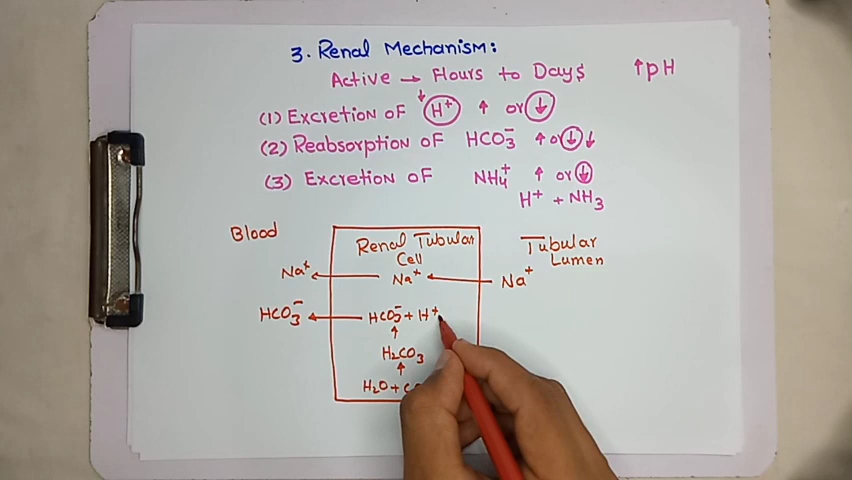 3. Renal Mechanism:
Active → Hours to Days ↑pH
↓
(1) Excretion of H⁺ ↑ or ↓
(2) Reabsorption of HCO₃⁻ ↑ or ↓ ↓
(3) Excretion of NH₄⁺ ↑ or ↓
H⁺ + NH₃
Blood
Renal Tubular
Cell
Tubular
Lumen
Na⁺ ← Na⁺ ← Na⁺
HCO₃⁻ ← HCO₃⁻ + H⁺
↑
H₂CO₃
↑
H₂O +